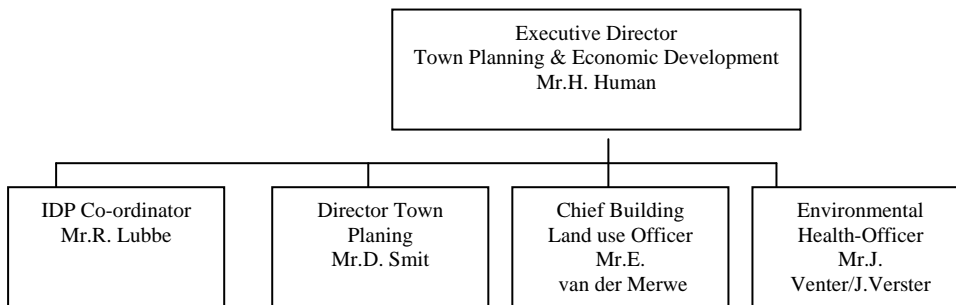 Executive Director
Town Planning & Economic Development
Mr.H. Human
IDP Co-ordinator
Mr.R. Lubbe
Director Town
Planing
Mr.D. Smit
Chief Building
Land use Officer
Mr.E.
van der Merwe
Environmental
Health-Officer
Mr.J.
Venter/J.Verster